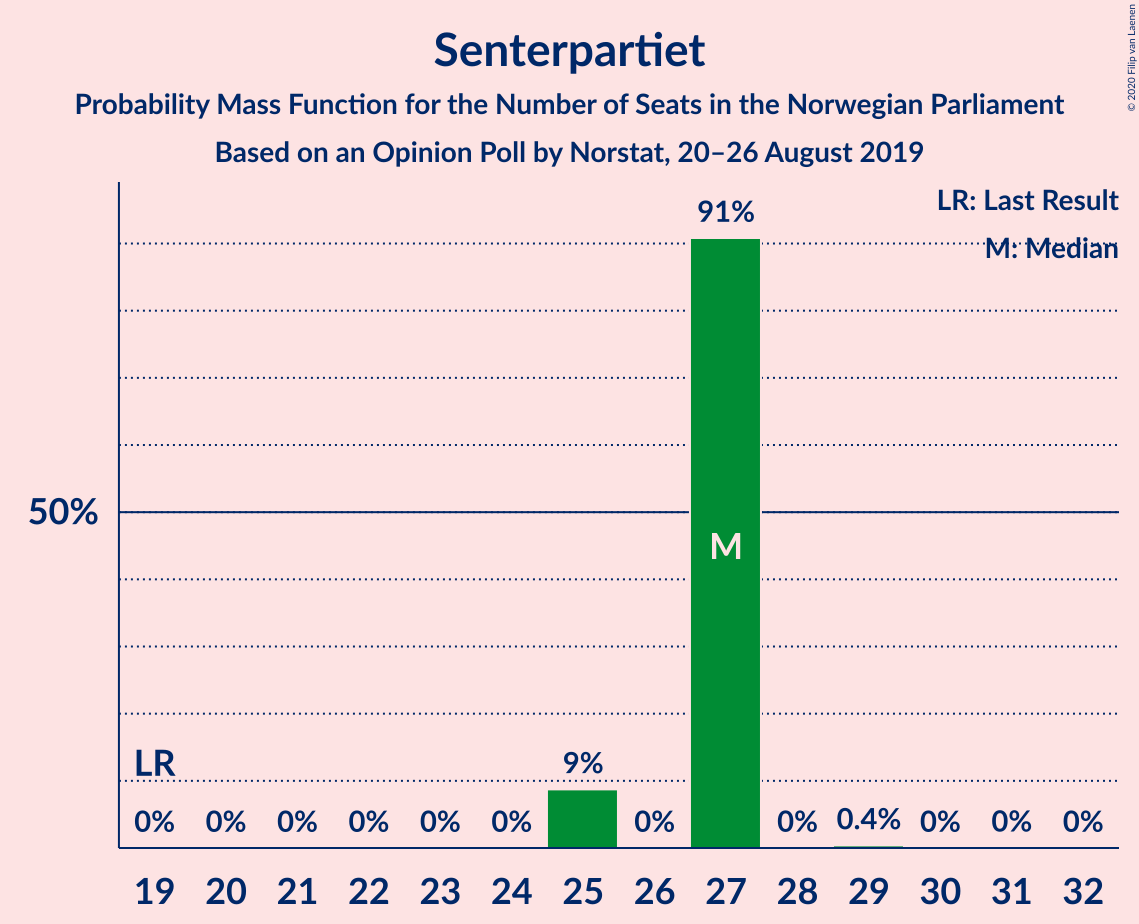 Senterpartiet
Probability Mass Function for the Number of Seats in the Norwegian Parliament
Based on an Opinion Poll by Norstat, 20–26 August 2019
© 2020 Filip van Laenen
LR: Last Result
M: Median
91%
50%
M
LR
9%
0% 0% 0% 0% 0% 0% 0% 0% 0.4% 0% 0% 0%
19 20 21 22 23 24 25 26 27 28 29 30 31 32